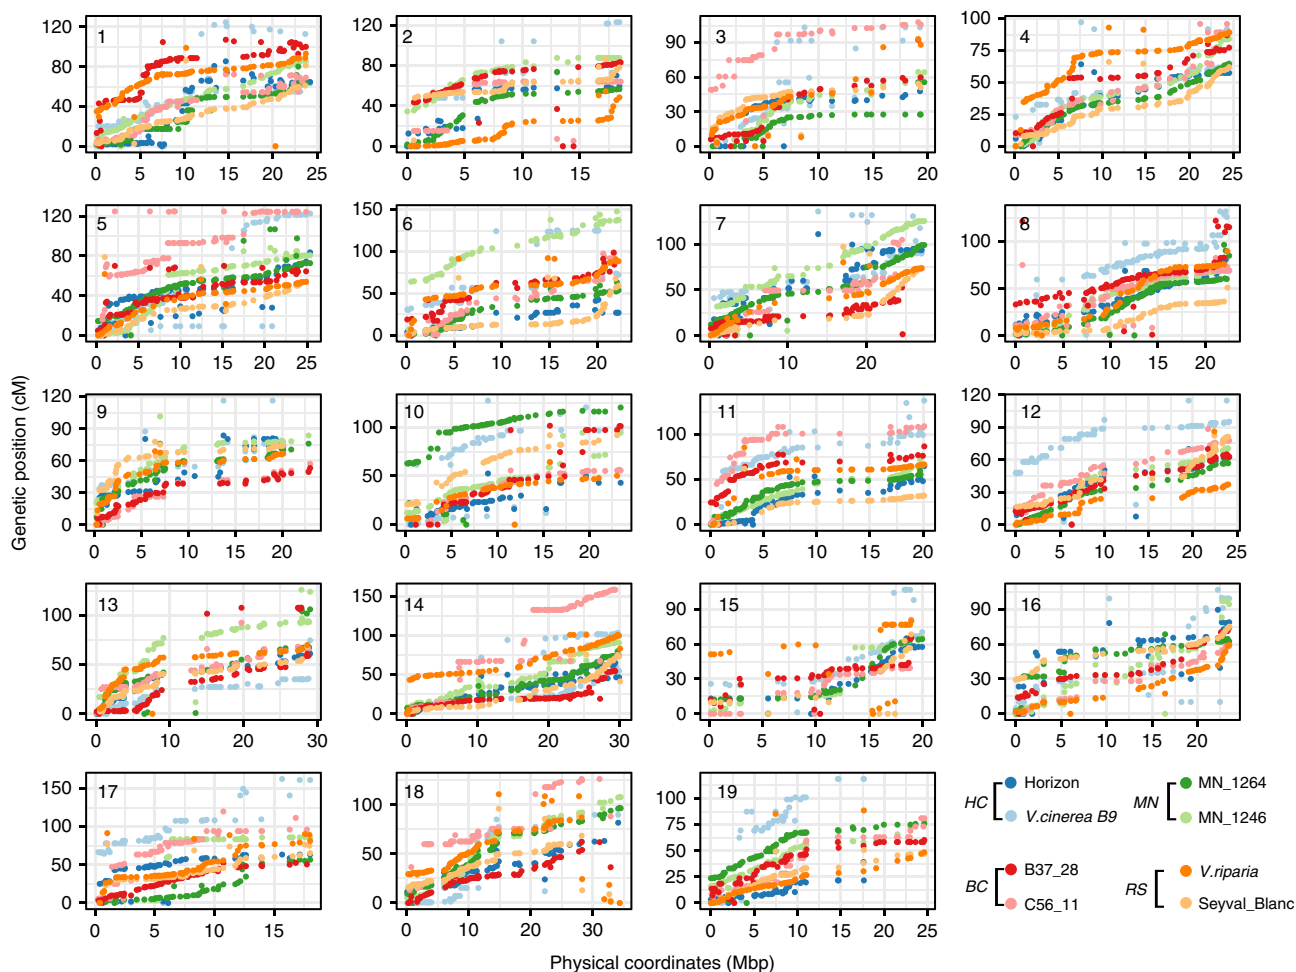 1
120
80
40
0
0 5 10 15 20 25
2
120
80
40
0
0 5 10 15
3
90
60
30
0
0 5 10 15 20
4
100
75
50
25
0
0 5 10 15 20 25
5
120
80
40
0
0 5 10 15 20 25
6
150
100
50
0
0 5 10 15 20
7
100
50
0
0 10 20
8
100
50
0
0 5 10 15 20
9
120
90
60
30
0
0 5 10 15 20
10
100
50
0
0 5 10 15 20
11
100
50
0
0 5 10 15 20
12
120
90
60
30
0
0 5 10 15 20 25
13
100
50
0
0 10 20 30
14
150
100
50
0
0 10 20 30
15
90
60
30
0
0 5 10 15 20
16
90
60
30
0
0 5 10 15 20
17
150
100
50
0
0 5 10 15
18
100
50
0
0 10 20 30
19
100
75
50
25
0
0 5 10 15 20 25
Genetic position (cM)
Physical coordinates (Mbp)
HC
Horizon
V.cinerea B9
MN
MN_1264
MN_1246
BC
B37_28
C56_11
RS
V.riparia
Seyval_Blanc